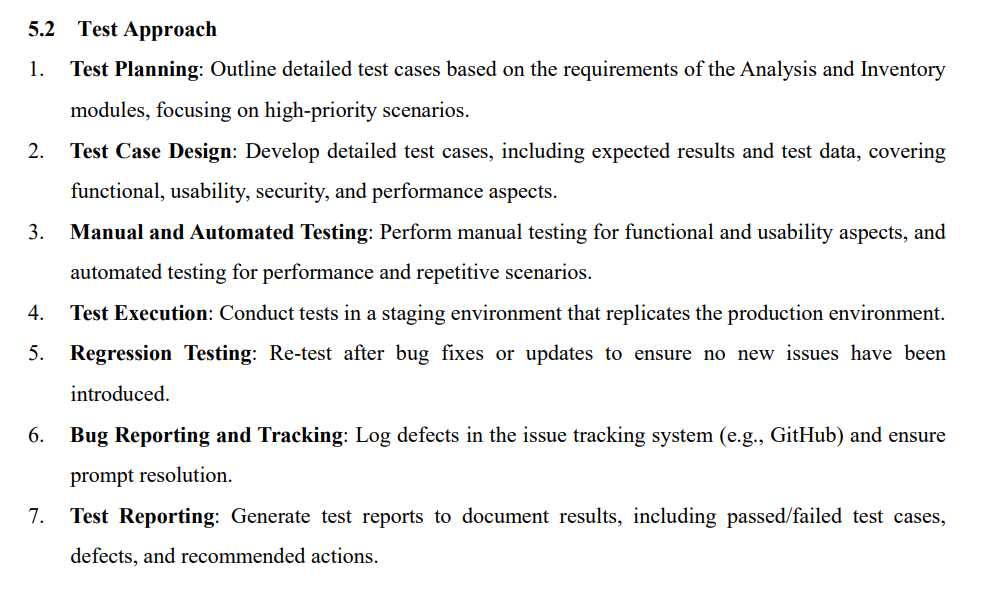 5.2 Test Approach
1. Test Planning: Outline detailed test cases based on the requirements of the Analysis and Inventory
modules, focusing on high-priority scenarios.
2. Test Case Design: Develop detailed test cases, including expected results and test data, covering
functional, usability, security, and performance aspects.
3. Manual and Automated Testing: Perform manual testing for functional and usability aspects, and
automated testing for performance and repetitive scenarios.
4. Test Execution: Conduct tests in a staging environment that replicates the production environment.
5. Regression Testing: Re-test after bug fixes or updates to ensure no new issues have been
introduced.
6. Bug Reporting and Tracking: Log defects in the issue tracking system (e.g., GitHub) and ensure
prompt resolution.
7. Test Reporting: Generate test reports to document results, including passed/failed test cases,
defects, and recommended actions.